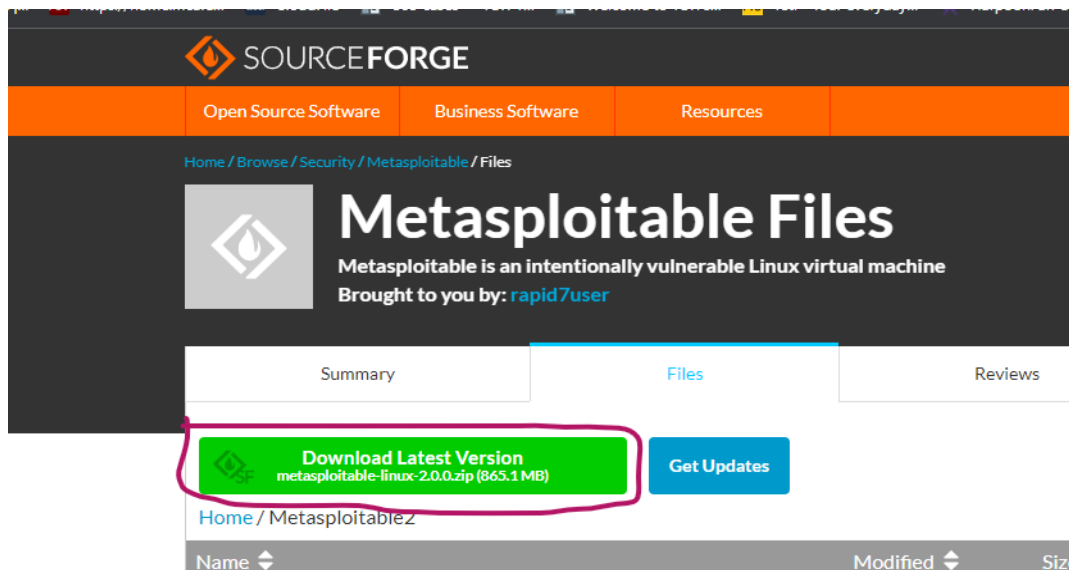 SOURCEFORGE
Open Source Software Business Software Resources
Home / Browse / Security / Metasploitable / Files
Metasploitable Files
Metasploitable is an intentionally vulnerable Linux virtual machine
Brought to you by: rapid7user
Summary Files Reviews
Download Latest Version
metasploitable-linux-2.0.0.zip (865.1 MB)
SF
Get Updates
Home / Metasploitable2
Name Modified